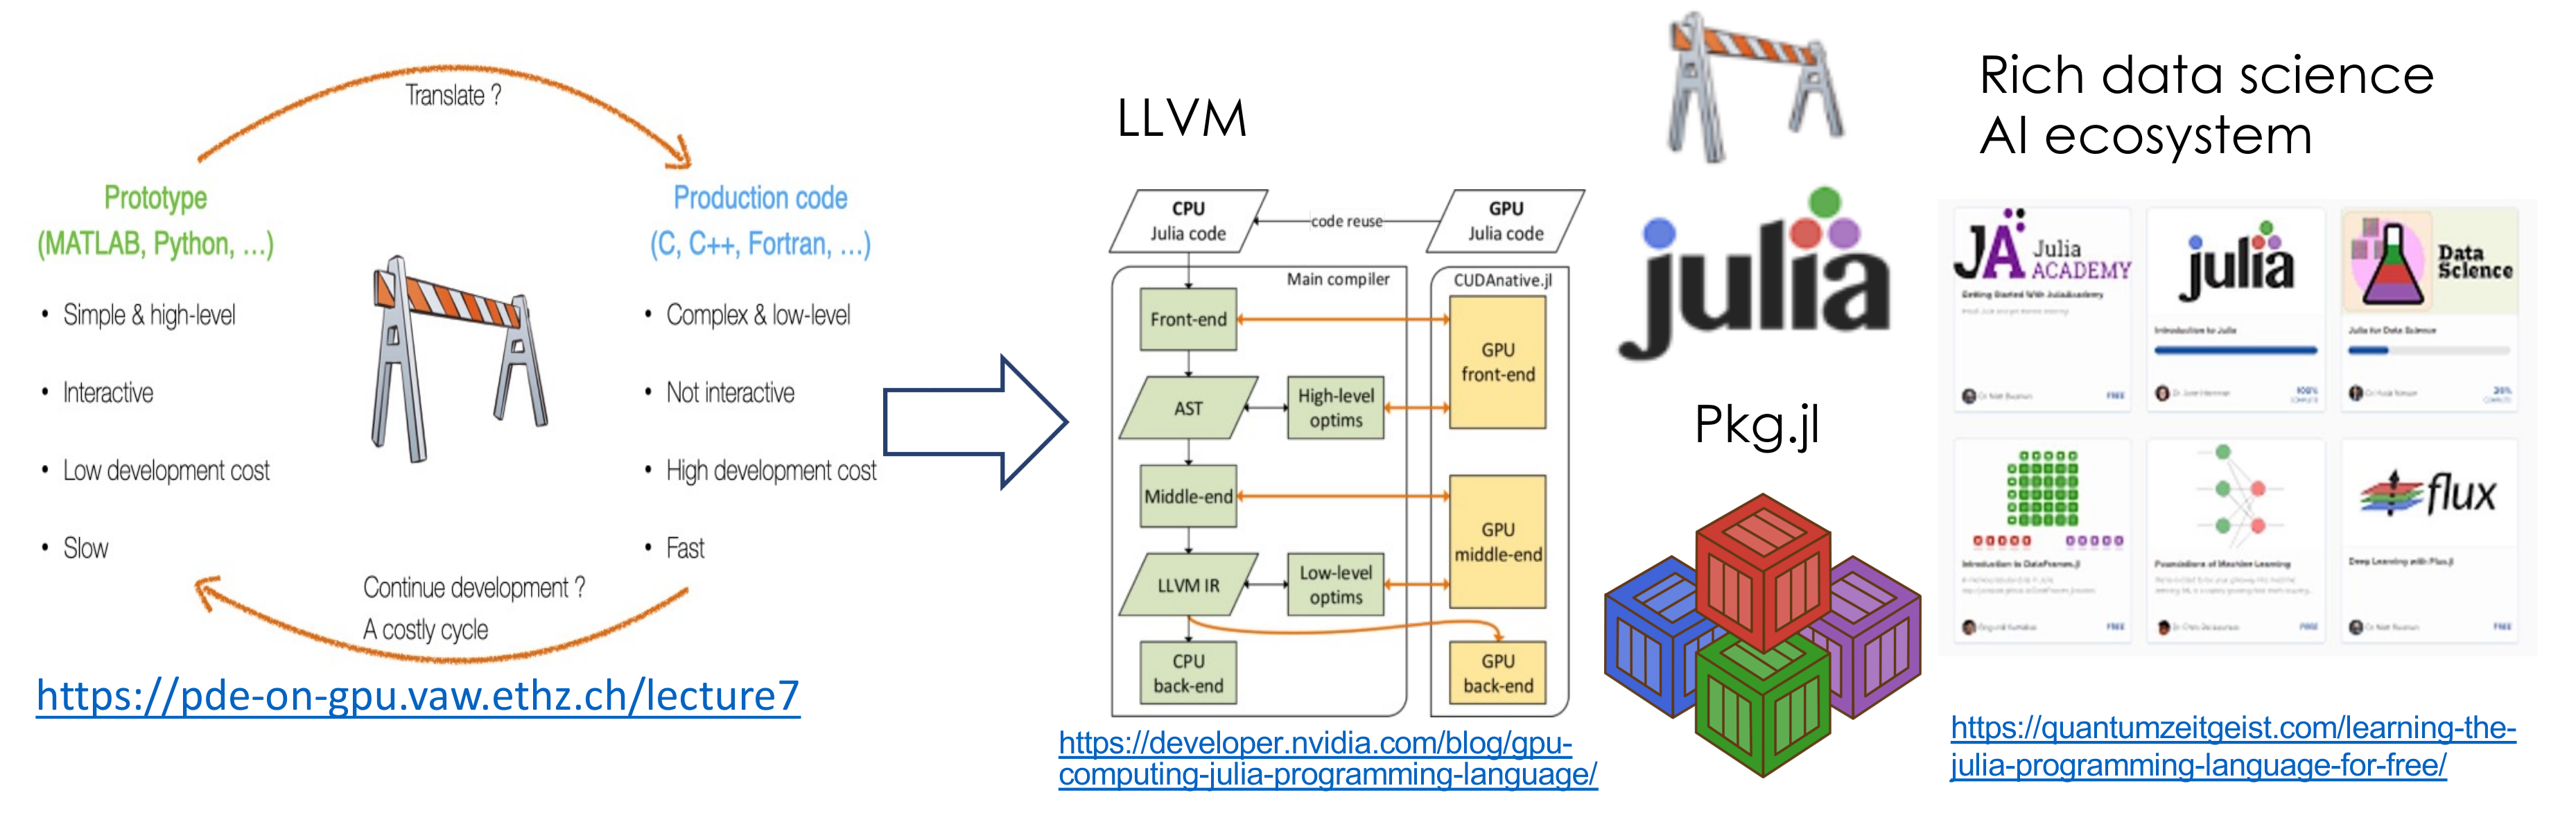 Translate ?
Prototype
(MATLAB, Python, ...)
• Simple & high-level
• Interactive
• Low development cost
• Slow
Production code
(C, C++, Fortran, ...)
• Complex & low-level
• Not interactive
• High development cost
• Fast
Continue development ?
A costly cycle
https://pde-on-gpu.vaw.ethz.ch/lecture7
LLVM
CPU
Julia code
code reuse
GPU
Julia code
Main compiler
CUDAnative.jl
Front-end
GPU
front-end
AST
High-level
optims
Middle-end
GPU
middle-end
LLVM IR
Low-level
optims
CPU
back-end
GPU
back-end
https://developer.nvidia.com/blog/gpu-
computing-julia-programming-language/
julia
Pkg.jl
Rich data science
AI ecosystem
JA Julia
ACADEMY
Getting Started With JuliaAcademy
FREE
julia
Introduction to Julia
100%
COMPLETE
Data
Science
Julia for Data Science
Introduction to DataFrames.jl
FREE
Foundations of Machine Learning
FREE
flux
Deep Learning with Flux.jl
FREE
https://quantumzeitgeist.com/learning-the-
julia-programming-language-for-free/